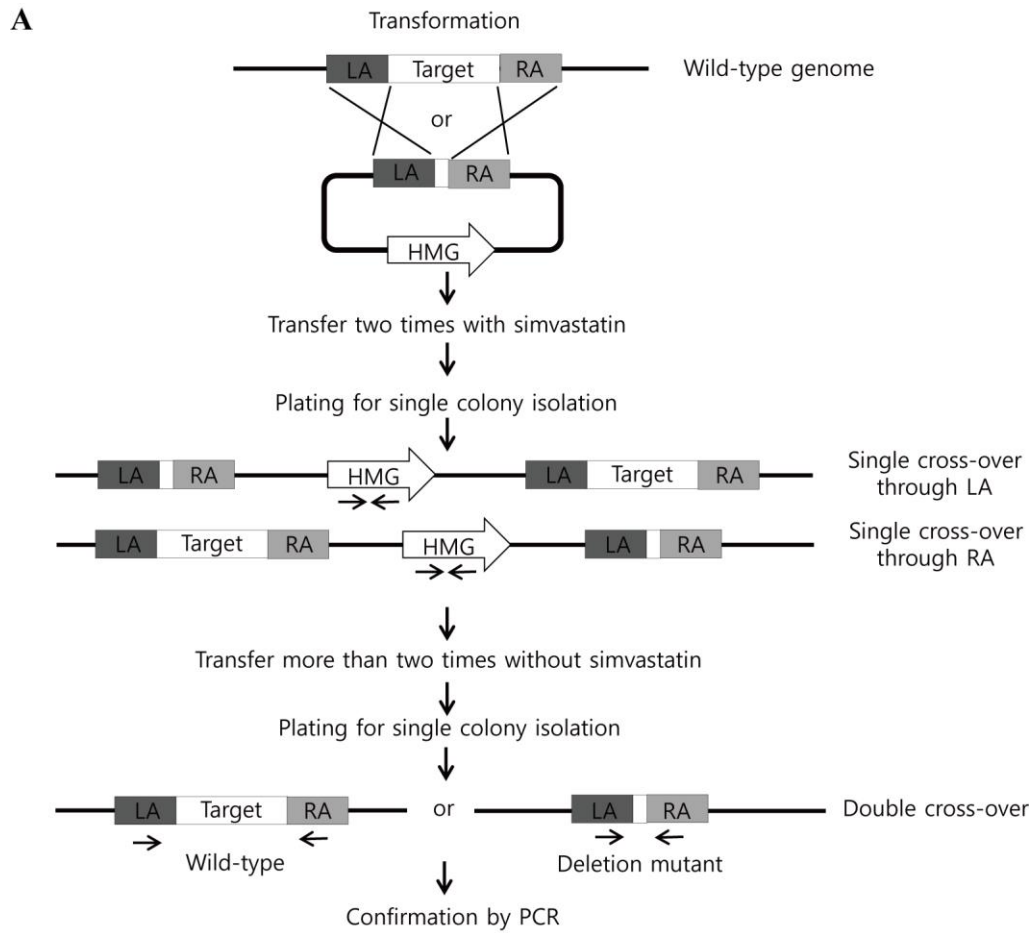 A
Transformation
LA Target RA Wild-type genome
or
LA RA
HMG
Transfer two times with simvastatin
Plating for single colony isolation
LA RA HMG LA Target RA Single cross-over
through LA
LA Target RA HMG LA RA Single cross-over
through RA
Transfer more than two times without simvastatin
Plating for single colony isolation
LA Target RA or LA RA Double cross-over
Wild-type Deletion mutant
Confirmation by PCR